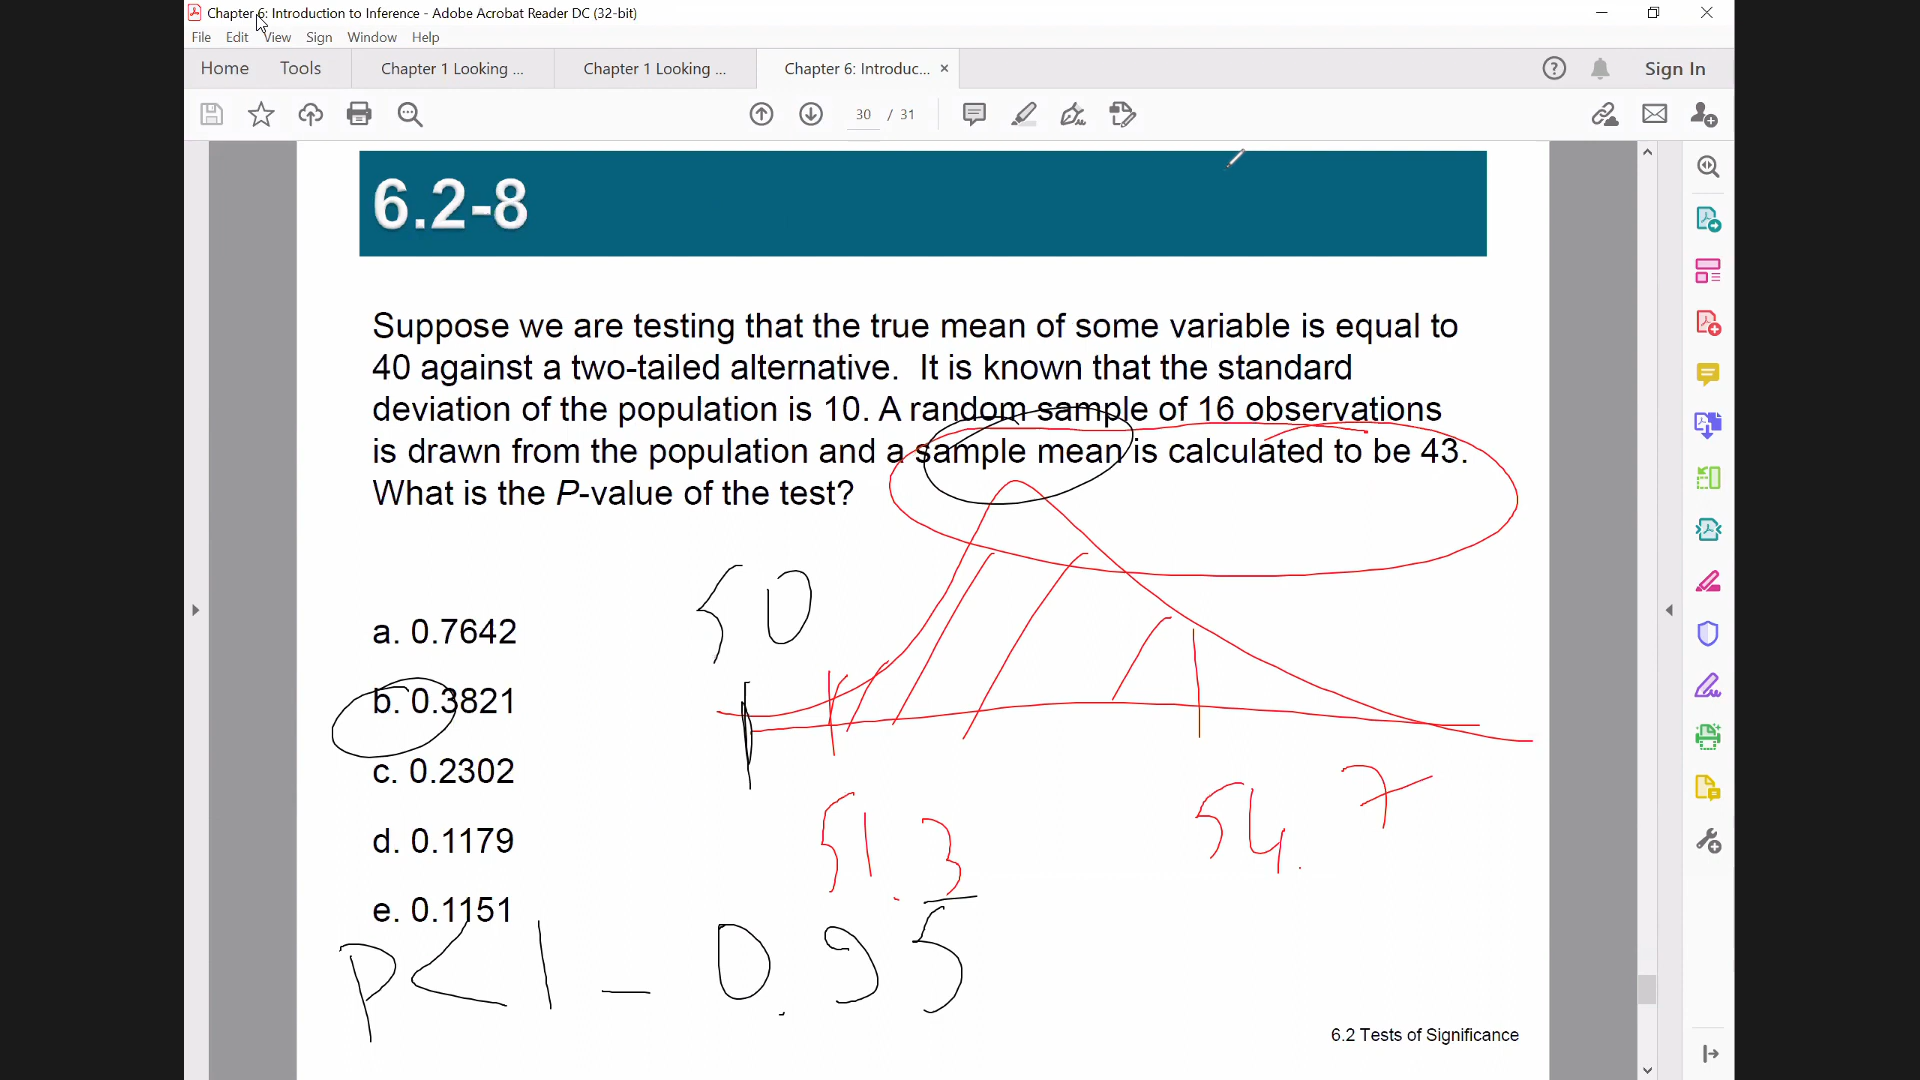 Chapter 6: Introduction to Inference - Adobe Acrobat Reader DC (32-bit)
File Edit View Sign Window Help
Home Tools Chapter 1 Looking ... Chapter 1 Looking ... Chapter 6: Introduc... × Sign In
30 / 31
6.2-8
Suppose we are testing that the true mean of some variable is equal to
40 against a two-tailed alternative. It is known that the standard
deviation of the population is 10. A random sample of 16 observations
is drawn from the population and a sample mean is calculated to be 43.
What is the P-value of the test?
50
a. 0.7642
b. 0.3821
c. 0.2302
d. 0.1179
e. 0.1151
51.3
54.7
p < 1 - 0.95
6.2 Tests of Significance